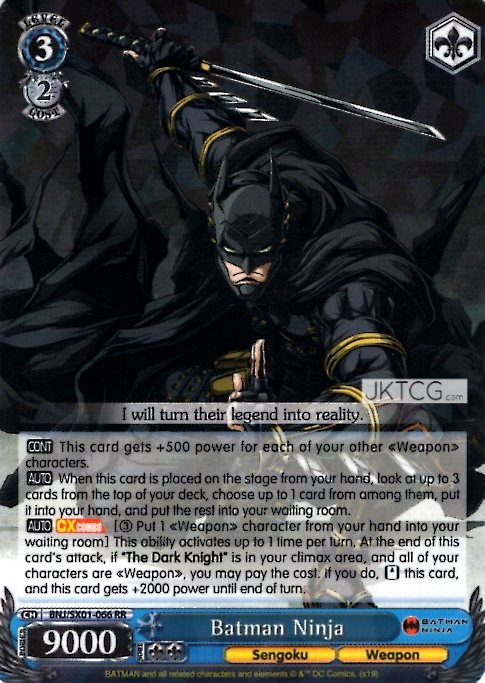 LEVEL
3
2
COST
JKTCG.com
I will turn their legend into reality.
CONT This card gets +500 power for each of your other «Weapon»
characters.
AUTO When this card is placed on the stage from your hand, look at up to 3
cards from the top of your deck, choose up to 1 card from among them, put
it into your hand, and put the rest into your waiting room.
AUTO CXCOMBO [③ Put 1 «Weapon» character from your hand into your
waiting room] This ability activates up to 1 time per turn. At the end of this
card's attack, if "The Dark Knight" is in your climax area, and all of your
characters are «Weapon», you may pay the cost. if you do, this card,
and this card gets +2000 power until end of turn.
CH BNJ/SX01-066 RR
POWER 9000 SOUL Batman Ninja BATMAN
NINJA
Sengoku Weapon
BATMAN and all related characters and elements © & ™ DC Comics. (s19)